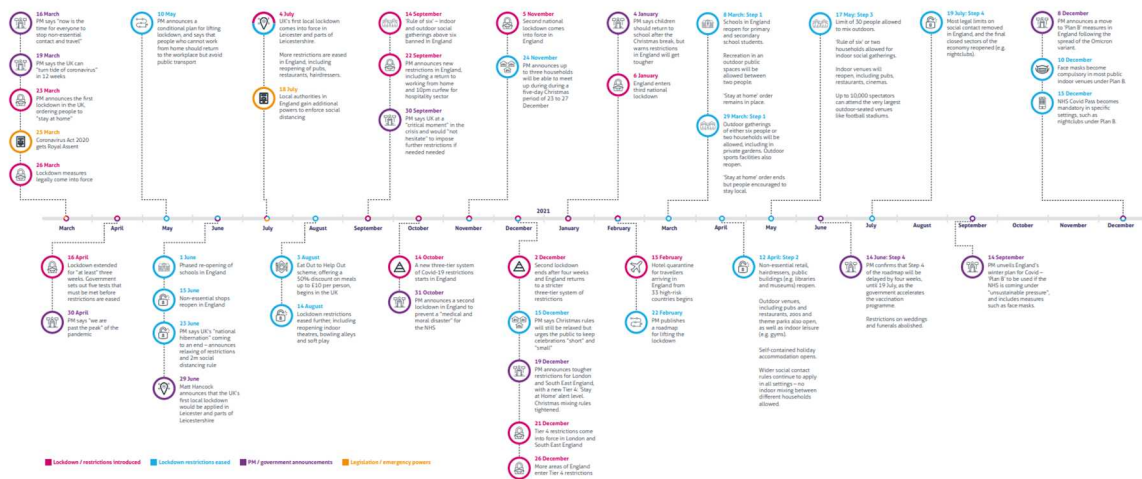 16 March
PM says "now is the
time for everyone to
stop non-essential
contact and travel"
19 March
PM says the UK can
"turn tide of coronavirus"
in 12 weeks
23 March
PM announces the first
lockdown in the UK,
ordering people to
"stay at home"
25 March
Coronavirus Act 2020
gets Royal Assent
26 March
Lockdown measures
legally come into force
10 May
PM announces a
conditional plan for lifting
lockdown, and says that
people who cannot work
from home should return
to the workplace but avoid
public transport
4 July
UK's first local lockdown
comes into force in
Leicester and parts of
Leicestershire.
More restrictions are eased
in England, including
reopening of pubs,
restaurants, hairdressers.
18 July
Local authorities in
England gain additional
powers to enforce social
distancing
14 September
'Rule of six' – indoor
and outdoor social
gatherings above six
banned in England
22 September
PM announces new
restrictions in England,
including a return to
working from home
and 10pm curfew for
hospitality sector
30 September
PM says UK at a
"critical moment" in the
crisis and would "not
hesitate" to impose
further restrictions if
needed needed
5 November
Second national
lockdown comes
into force in England
24 November
PM announces up to
three households will be
able to meet up
during during a
five-day Christmas
period of 23 to 27
December
4 January
PM says children
should return to
school after the
Christmas break, but
warns restrictions
in England will get
tougher
6 January
England enters
third national
lockdown
8 March: Step 1
Schools in England
reopen for primary
and secondary
school students.
Recreation in an
outdoor public
spaces will be
allowed between
two people.
'Stay at home' order
remains in place.
29 March: Step 1
Outdoor gatherings
of either six people or
two households will be
allowed, including in
private gardens. Outdoor
sports facilities also
reopen.
'Stay at home' order ends
but people encouraged to
stay local.
17 May: Step 3
Limit of 30 people allowed
to mix outdoors.
'Rule of six' or two
households allowed for
indoor social gatherings.
Indoor venues will
reopen, including pubs,
restaurants, cinemas.
Up to 10,000 spectators
can attend the very largest
outdoor-seated venues
like football stadiums.
19 July: Step 4
Most legal limits on
social contact removed
in England, and the final
closed sectors of the
economy reopened (e.g.
nightclubs).
8 December
PM announces a move
to 'Plan B' measures in
England following the
spread of the Omicron
variant.
10 December
Face masks become
compulsory in most public
indoor venues under Plan B.
15 December
NHS Covid Pass becomes
mandatory in specific
settings, such as
nightclubs under Plan B.
2021
March
April
May
June
July
August
September
October
November
December
January
February
March
April
May
June
July
August
September
October
November
December
16 April
Lockdown extended
for "at least" three
weeks. Government
sets out five tests that
must be met before
restrictions are eased
30 April
PM says "we are
past the peak" of the
pandemic
1 June
Phased re-opening of
schools in England
15 June
Non-essential shops
reopen in England
23 June
PM says UK's "national
hibernation" coming
to an end – announces
relaxing of restrictions
and 2m social
distancing rule
29 June
Matt Hancock
announces that the UK's
first local lockdown
would be applied in
Leicester and parts of
Leicestershire
3 August
Eat Out to Help Out
scheme, offering a
50% discount on meals
up to £10 per person,
begins in the UK
14 August
Lockdown restrictions
eased further, including
reopening indoor
theatres, bowling alleys
and soft play
14 October
A new three-tier system
of Covid-19 restrictions
starts in England
31 October
PM announces a second
lockdown in England to
prevent a "medical and
moral disaster" for
the NHS
2 December
Second lockdown
ends after four weeks
and England returns
to a stricter
three-tier system of
restrictions
15 December
PM says Christmas rules
will still be relaxed but
urges the public to keep
celebrations "short" and
"small"
19 December
PM announces tougher
restrictions for London
and South East England,
with a new Tier 4: 'Stay
at Home' alert level.
Christmas mixing rules
tightened.
21 December
Tier 4 restrictions come
into force in London and
South East England
26 December
More areas of England
enter Tier 4 restrictions
15 February
Hotel quarantine
for travellers
arriving in
England from
33 high-risk
countries begins
22 February
PM publishes
a roadmap
for lifting the
lockdown
12 April: Step 2
Non-essential retail,
hairdressers, public
buildings (e.g. libraries
and museums) reopen.
Outdoor venues,
including pubs and
restaurants, zoos and
theme parks also open,
as well as indoor leisure
(e.g. gyms).
Self-contained holiday
accommodation opens.
Wider social contact
rules continue to apply
in all settings – no
indoor mixing between
different households
allowed.
14 June: Step 4
PM confirms that Step 4 of
the roadmap will be
delayed by four weeks,
until 19 July, as the
government accelerates
the vaccination
programme.
Restrictions on weddings
and funerals abolished.
14 September
PM unveils England's
winter plan for Covid –
'Plan B' to be used if the
NHS is coming under
"unsustainable pressure",
and includes measures
such as face masks.
Lockdown / restrictions introduced
Lockdown restrictions eased
PM / government announcements
Legislation / emergency powers